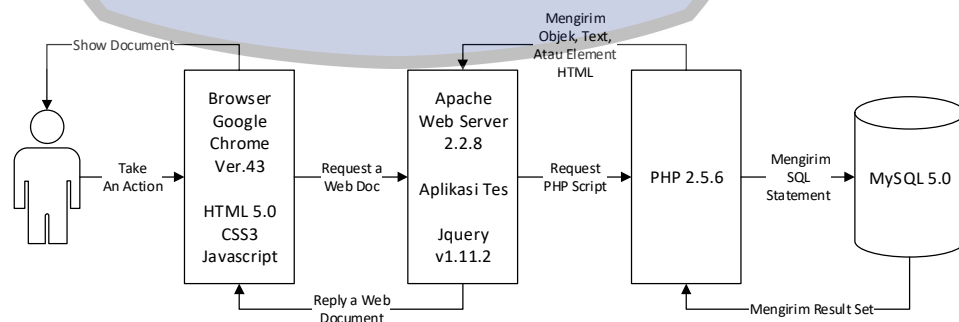 Show Document
Take
An Action
Browser
Google
Chrome
Ver.43
HTML 5.0
CSS3
Javascript
Request a
Web Doc
Reply a Web
Document
Apache
Web Server
2.2.8
Aplikasi Tes
Jquery
v1.11.2
Mengirim
Objek, Text,
Atau Element
HTML
Request
PHP Script
PHP 2.5.6
Mengirim
SQL
Statement
MySQL 5.0
Mengirim Result Set